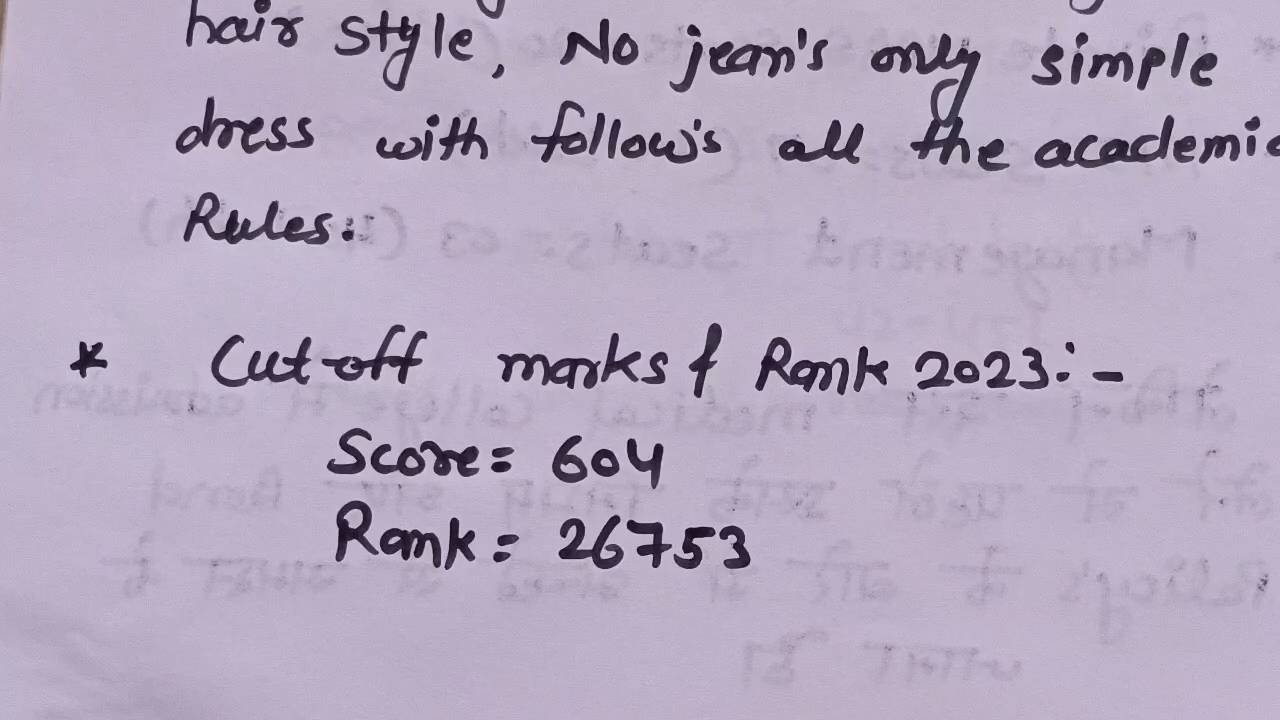 hair style, No jean's only simple
dress with follow's all the academic
Rules:
* Cut-off marks & Rank 2023:-
Score = 604
Rank = 26753